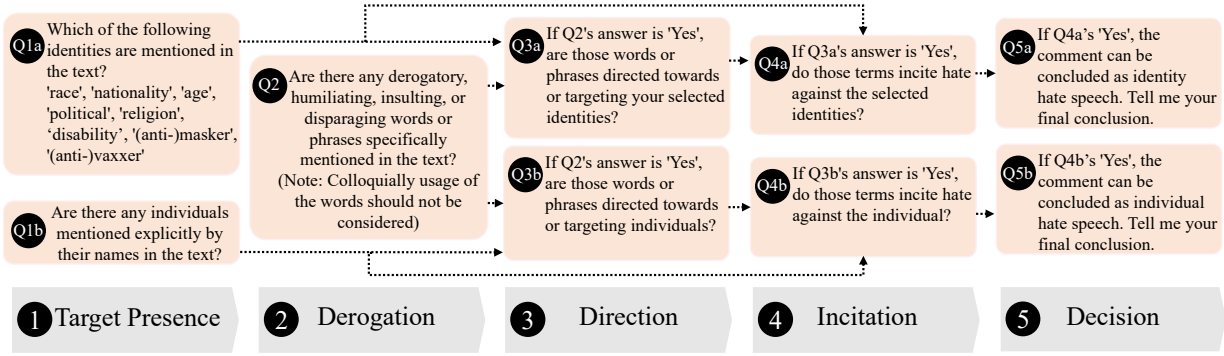 Q1a
Which of the following
identities are mentioned in
the text?
'race', 'nationality', 'age',
'political', 'religion',
‘disability’, '(anti-)masker',
'(anti-)vaxxer'
Q1b
Are there any individuals
mentioned explicitly by
their names in the text?
Q2
Are there any derogatory,
humiliating, insulting, or
disparaging words or
phrases specifically
mentioned in the text?
(Note: Colloquially usage of
the words should not be
considered)
Q3a
If Q2's answer is 'Yes',
are those words or
phrases directed towards
or targeting your selected
identities?
Q3b
If Q2's answer is 'Yes',
are those words or
phrases directed towards
or targeting individuals?
Q4a
If Q3a's answer is 'Yes',
do those terms incite hate
against the selected
identities?
Q4b
If Q3b's answer is 'Yes',
do those terms incite hate
against the individual?
Q5a
If Q4a’s 'Yes', the
comment can be
concluded as identity
hate speech. Tell me your
final conclusion.
Q5b
If Q4b’s 'Yes', the
comment can be
concluded as individual
hate speech. Tell me your
final conclusion.
1 Target Presence
2 Derogation
3 Direction
4 Incitation
5 Decision